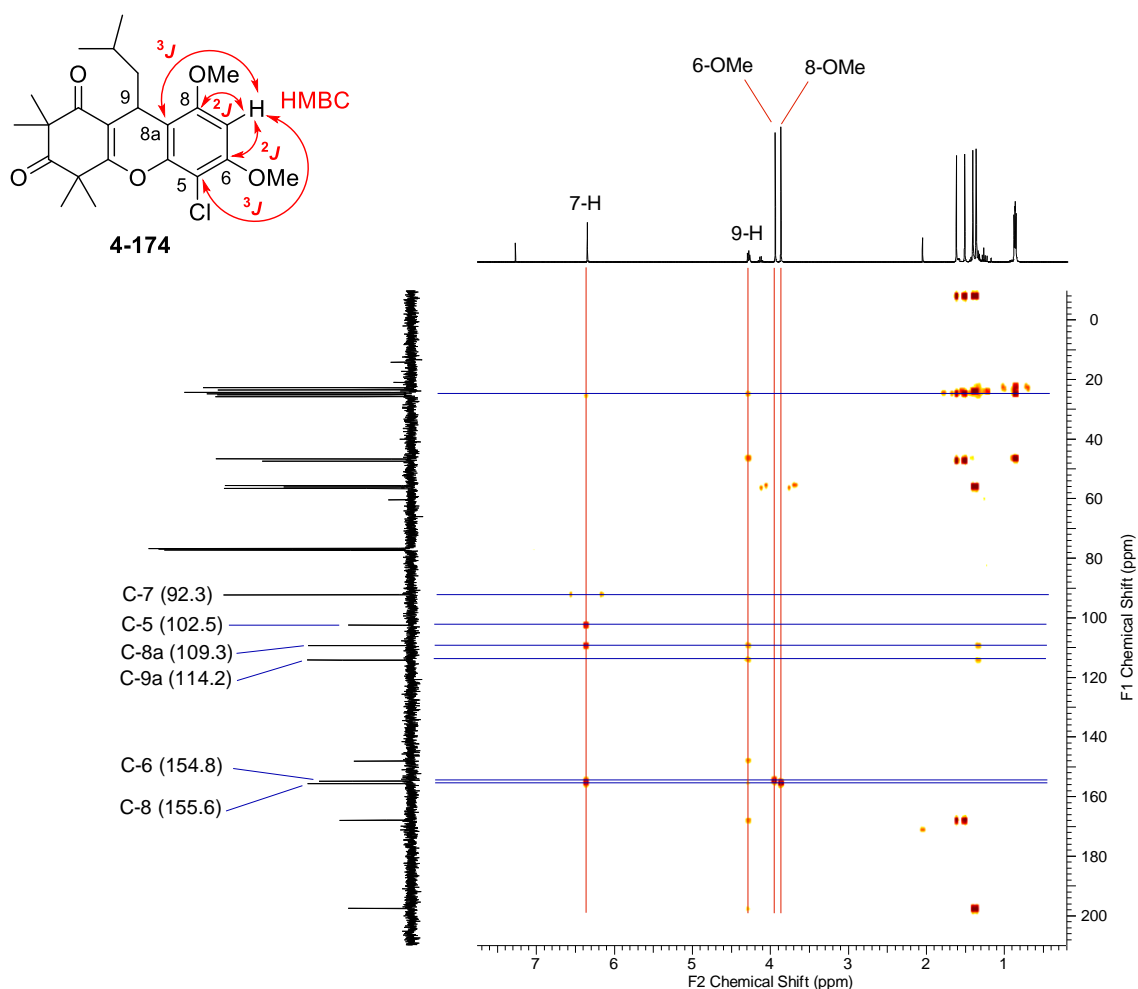 ³J
O
OMe
9
8
²J
H
HMBC
8a
²J
O
O
5
6
OMe
Cl
³J
4-174
6-OMe
8-OMe
7-H
9-H
0
20
40
60
80
100
120
140
160
180
200
F1 Chemical Shift (ppm)
C-7 (92.3)
C-5 (102.5)
C-8a (109.3)
C-9a (114.2)
C-6 (154.8)
C-8 (155.6)
7 6 5 4 3 2 1
F2 Chemical Shift (ppm)